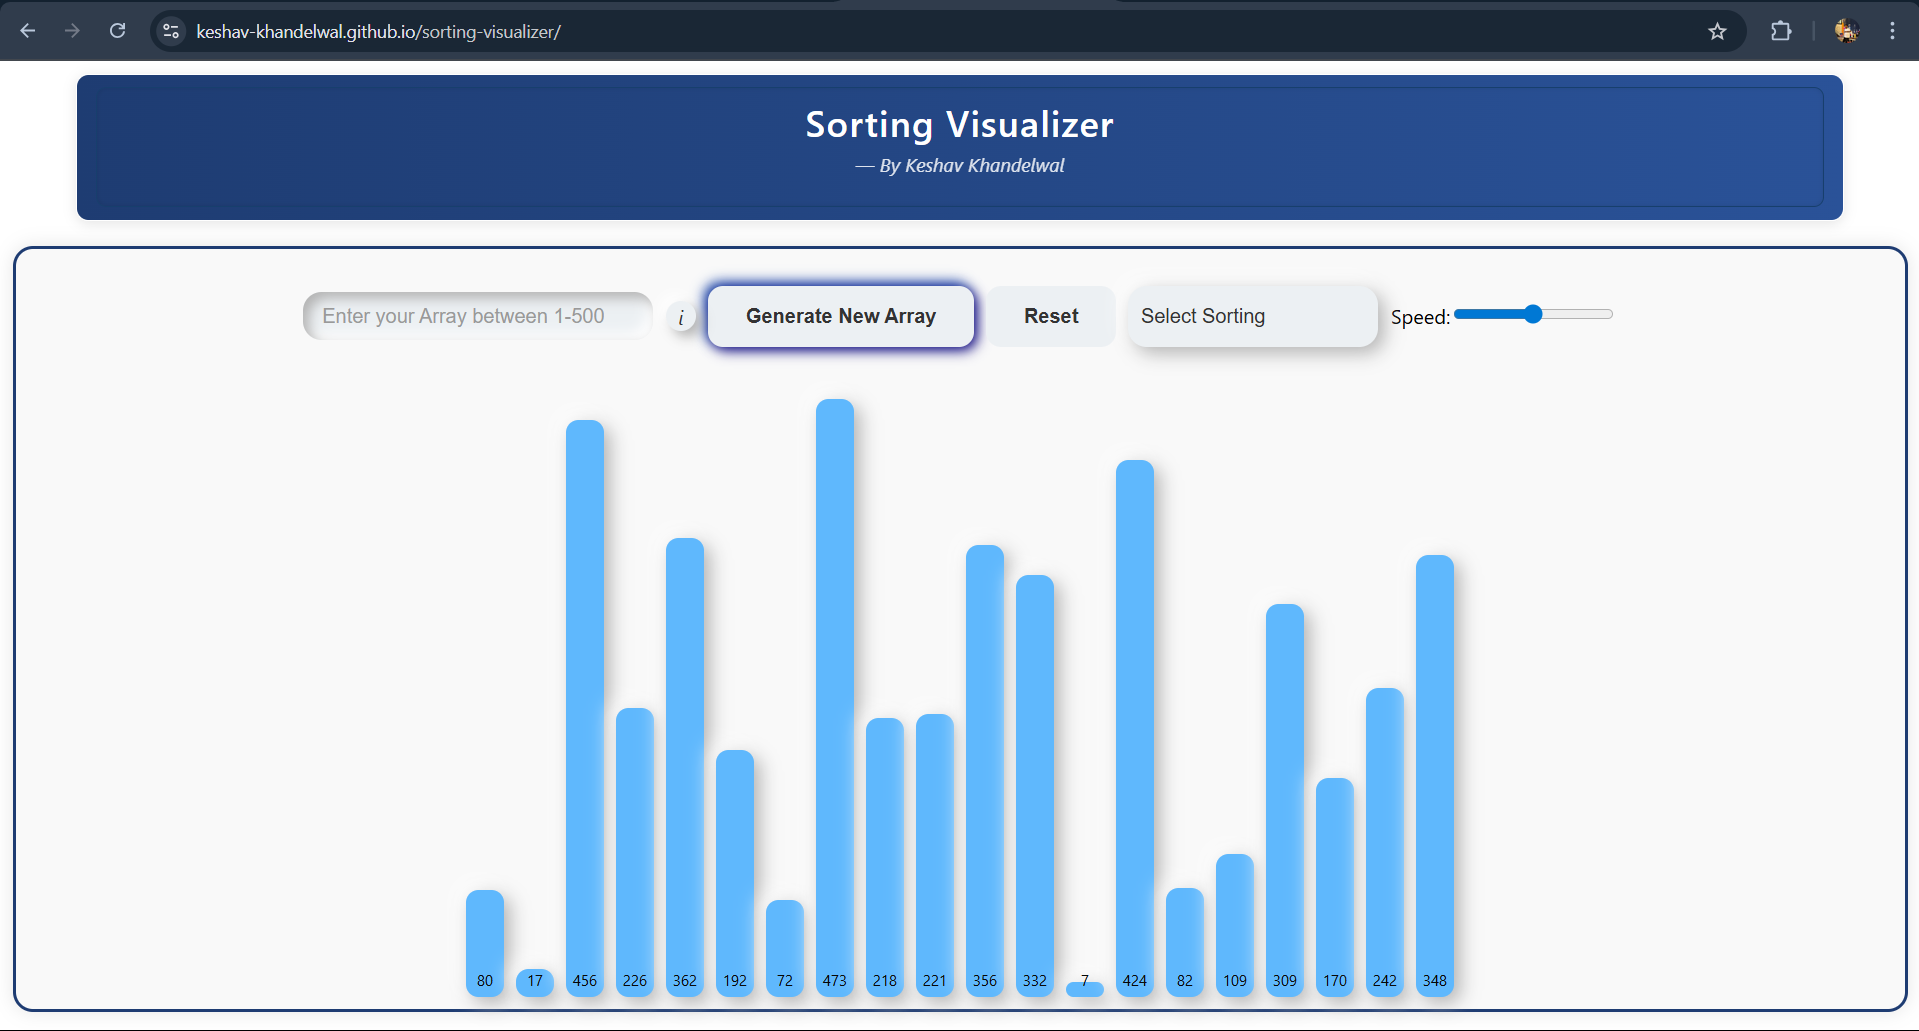 keshav-khandelwal.github.io/sorting-visualizer/
Sorting Visualizer
— By Keshav Khandelwal
Enter your Array between 1-500
i
Generate New Array
Reset
Select Sorting
Speed:
80 17 456 226 362 192 72 473 218 221 356 332 7 424 82 109 309 170 242 348